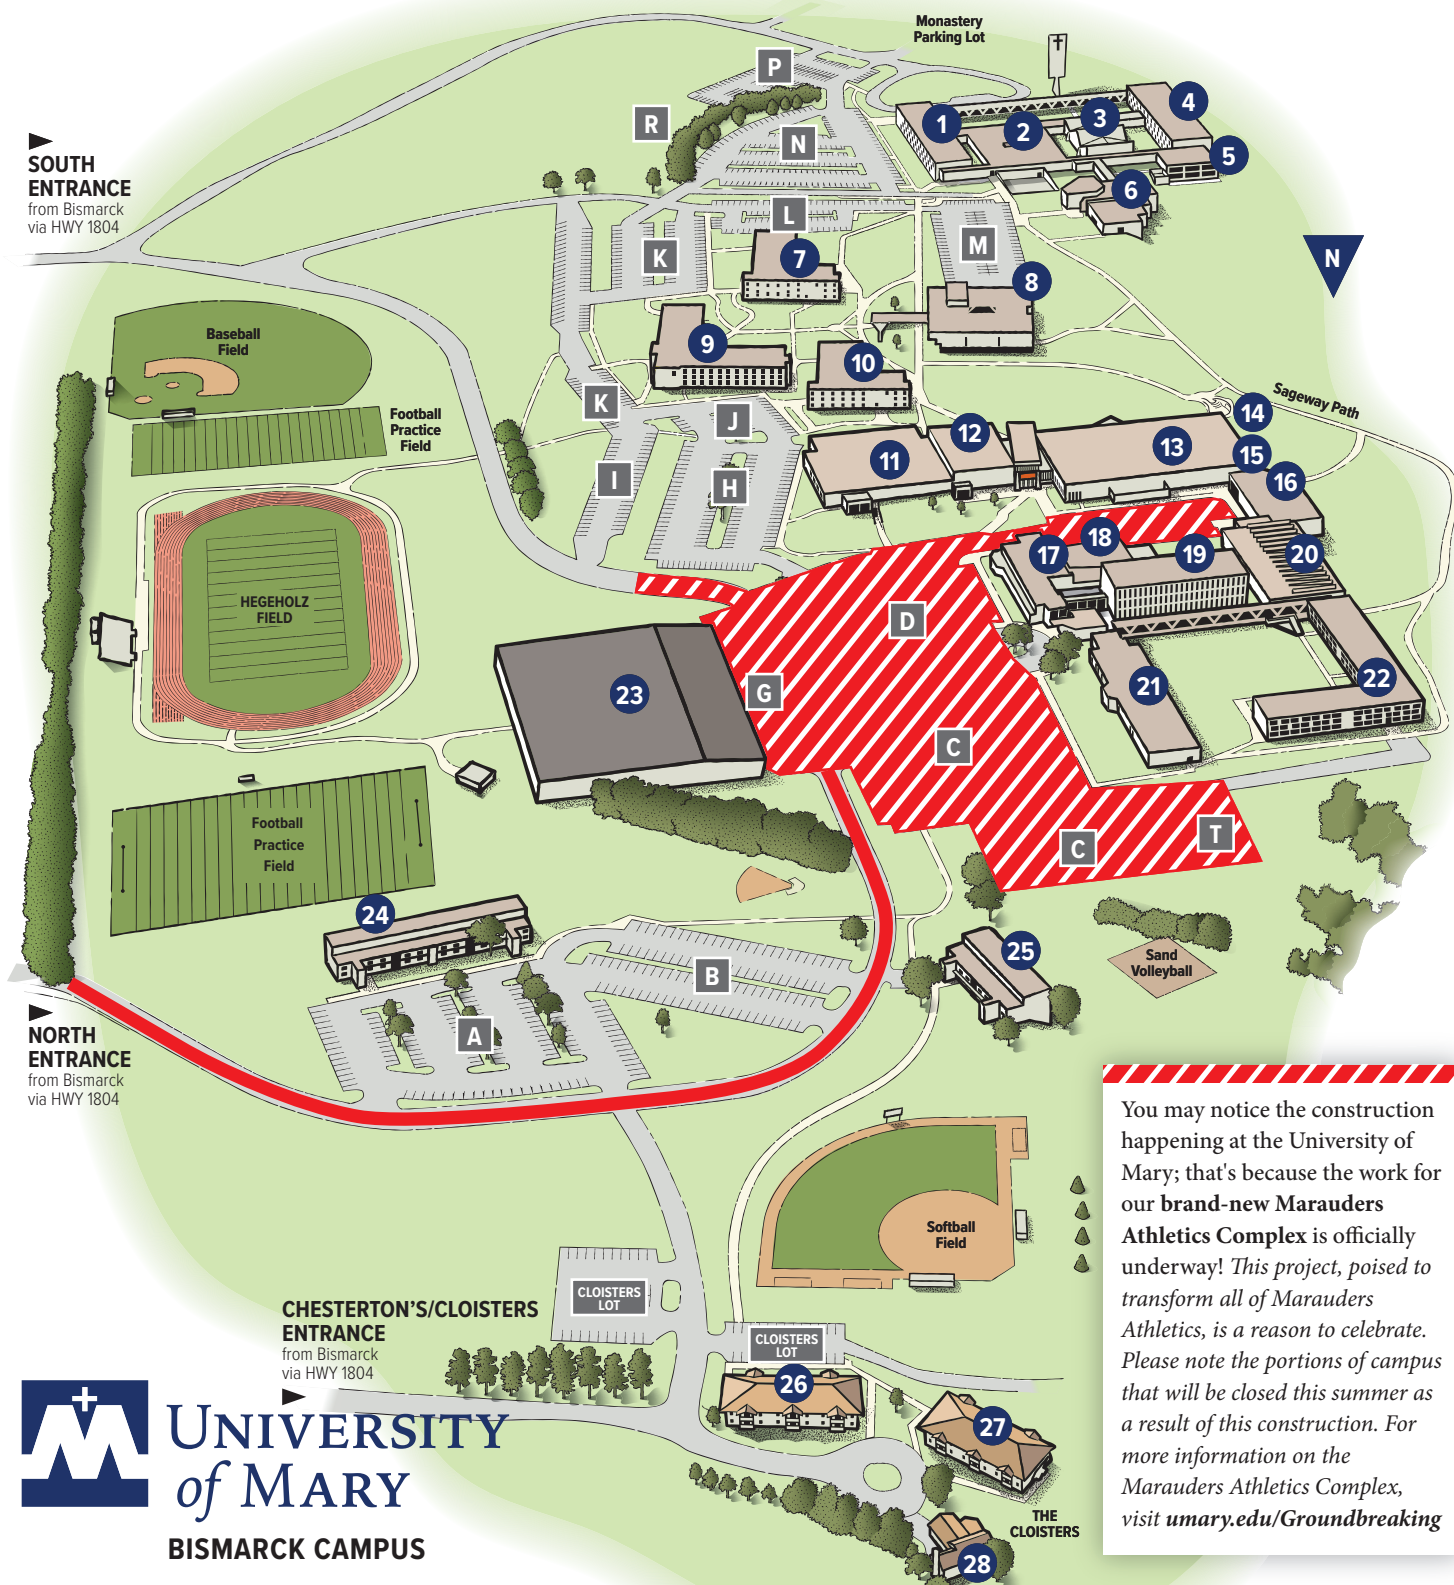 Monastery
Parking Lot
P
R
N
1
2
3
4
5
6
SOUTH
ENTRANCE
from Bismarck
via HWY 1804
L
K
7
M
8
N
Baseball
Field
9
10
K
J
Football
Practice
Field
Sageway Path
14
12
13
15
11
16
I
H
17
18
19
20
HEGEHOLZ
FIELD
D
23
G
21
22
C
Football
Practice
Field
C
T
24
25
B
Sand
Volleyball
A
NORTH
ENTRANCE
from Bismarck
via HWY 1804
Softball
Field
CLOISTERS
LOT
CHESTERTON'S/CLOISTERS
ENTRANCE
from Bismarck
via HWY 1804
CLOISTERS
LOT
26
27
THE
CLOISTERS
28
You may notice the construction
happening at the University of
Mary; that's because the work for
our brand-new Marauders
Athletics Complex is officially
underway! This project, poised to
transform all of Marauders
Athletics, is a reason to celebrate.
Please note the portions of campus
that will be closed this summer as
a result of this construction. For
more information on the
Marauders Athletics Complex,
visit umary.edu/Groundbreaking
UNIVERSITY
of MARY
BISMARCK CAMPUS